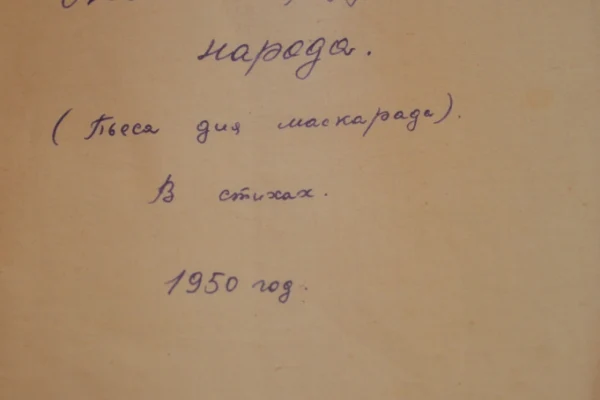 народа.
(Пьеса для маскарада).
В стихах.
1950 год.